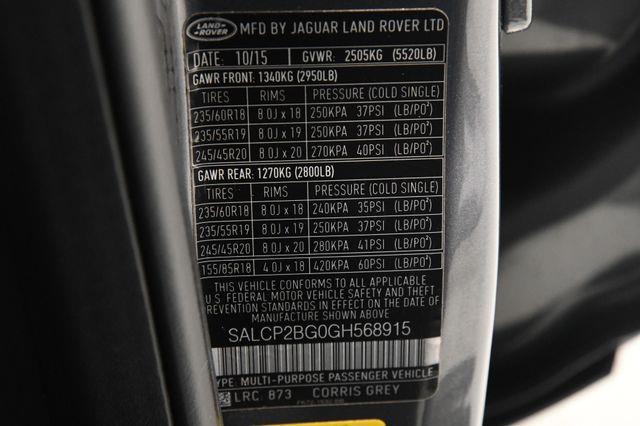 LAND ROVER MFD BY JAGUAR LAND ROVER LTD
DATE: 10/15 GVWR: 2505KG (5520LB)
GAWR FRONT: 1340KG (2950LB)
TIRES RIMS PRESSURE (COLD SINGLE)
235/60R18 8.0J x 18 250KPA 37PSI (LB/PO²)
235/55R19 8.0J x 19 250KPA 37PSI (LB/PO²)
245/45R20 8.0J x 20 270KPA 40PSI (LB/PO²)
GAWR REAR: 1270KG (2800LB)
TIRES RIMS PRESSURE (COLD SINGLE)
235/60R18 8.0J x 18 240KPA 35PSI (LB/PO²)
235/55R19 8.0J x 19 250KPA 37PSI (LB/PO²)
245/45R20 8.0J x 20 280KPA 41PSI (LB/PO²)
155/85R18 4.0J x 18 420KPA 60PSI (LB/PO²)
THIS VEHICLE CONFORMS TO ALL APPLICABLE
U.S. FEDERAL MOTOR VEHICLE SAFETY AND THEFT
PREVENTION STANDARDS IN EFFECT ON THE DATE OF
MANUFACTURE SHOWN ABOVE
SALCP2BG0GH568915
TYPE: MULTI-PURPOSE PASSENGER VEHICLE
LRC. 873 CORRIS GREY